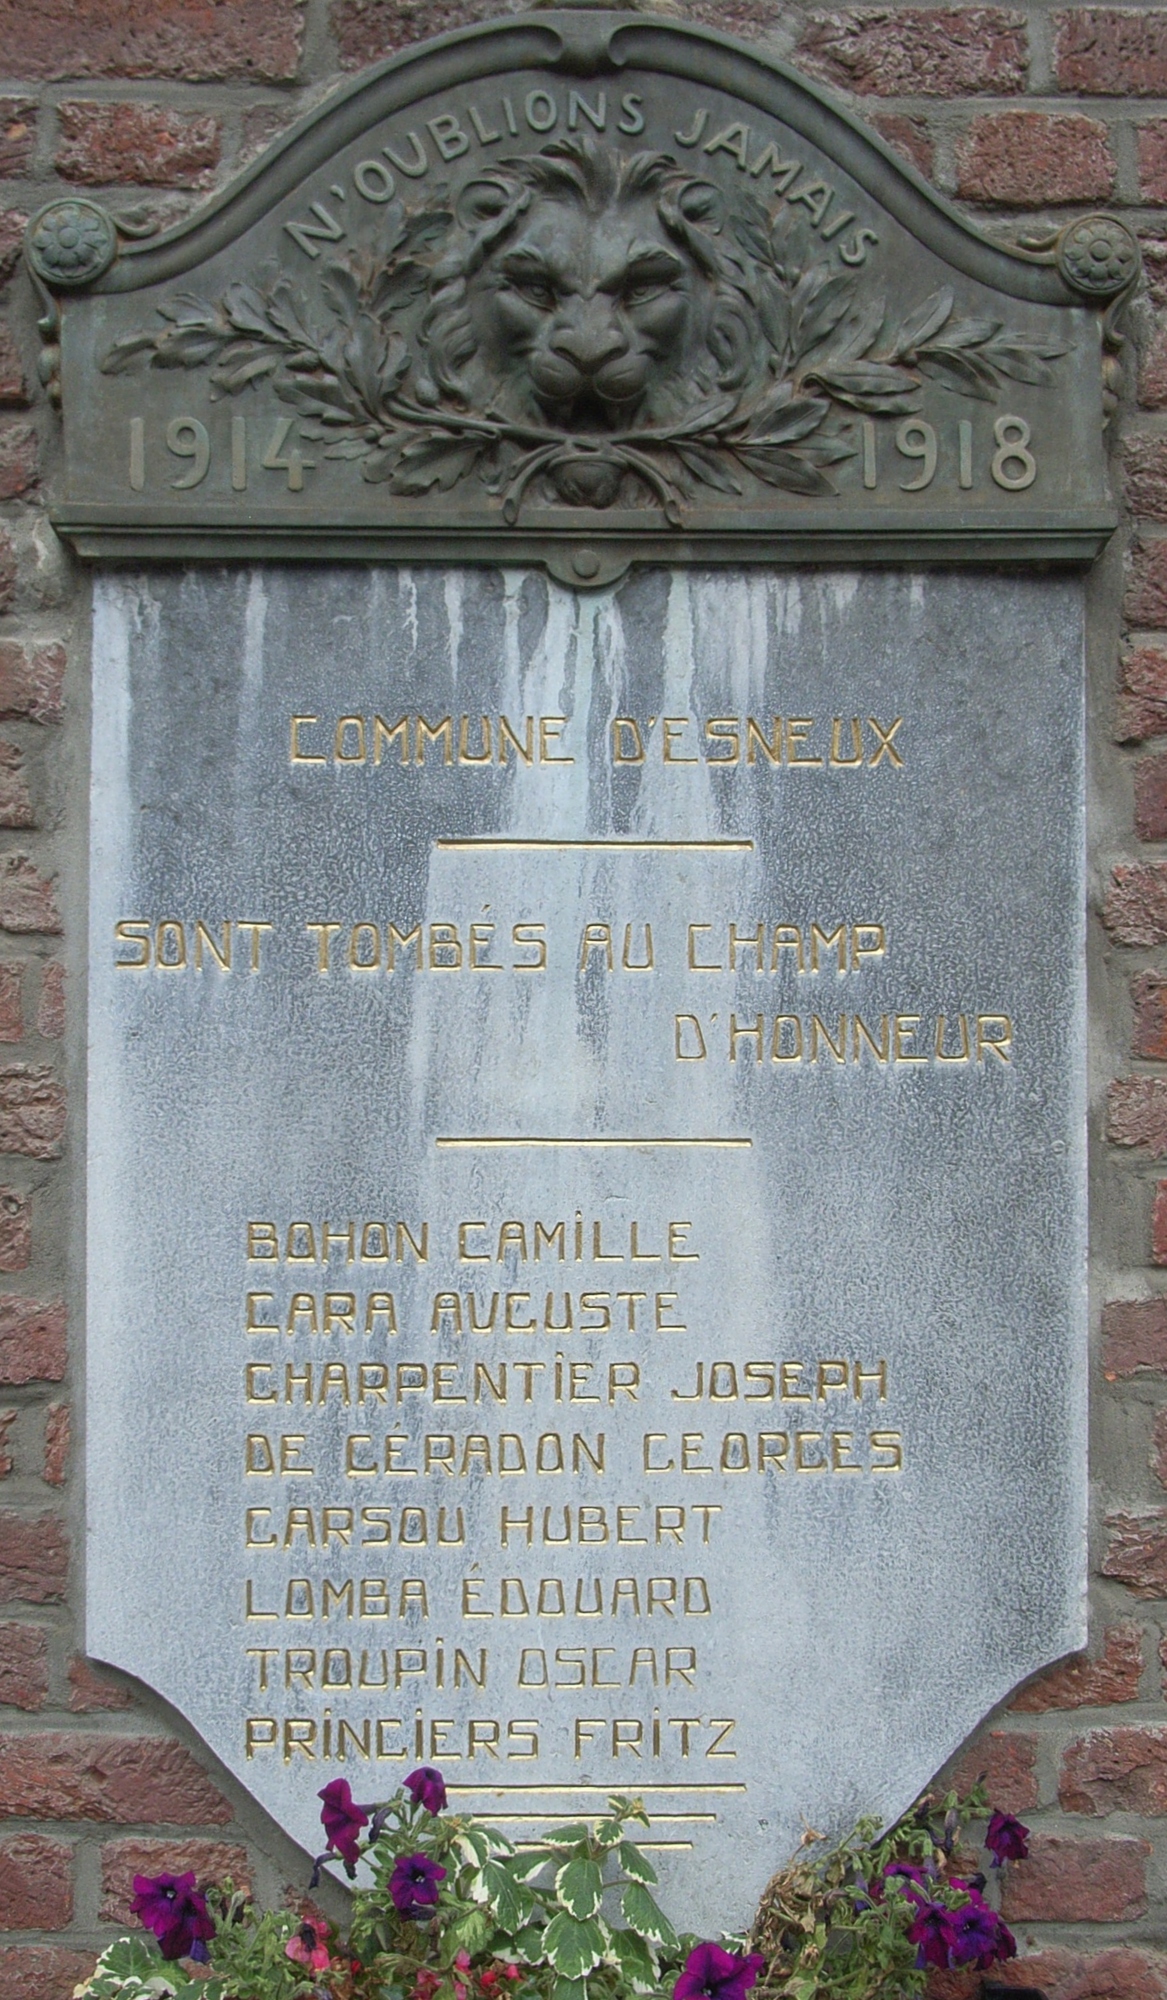 N'OUBLIONS JAMAIS
1914 1918
COMMUNE D'ESNEUX
SONT TOMBÉS AU CHAMP
D'HONNEUR
BOHON CAMILLE
CARA AUGUSTE
CHARPENTIER JOSEPH
DE GÉRADON GEORGES
GARSOU HUBERT
LOMBA ÉDOUARD
TROUPIN OSCAR
PRINCIERS FRITZ